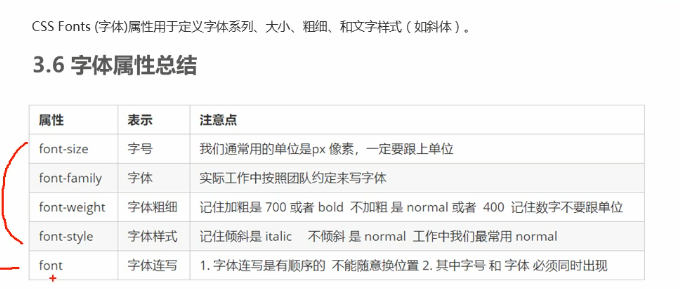 CSS Fonts (字体)属性用于定义字体系列、大小、粗细、和文字样式（如斜体）。
3.6 字体属性总结
属性 表示 注意点
font-size 字号 我们通常用的单位是px 像素，一定要跟上单位
font-family 字体 实际工作中按照团队约定来写字体
font-weight 字体粗细 记住加粗是 700 或者 bold 不加粗 是 normal 或者 400 记住数字不要跟单位
font-style 字体样式 记住倾斜是 italic 不倾斜 是 normal 工作中我们最常用 normal
font 字体连写 1. 字体连写是有顺序的 不能随意换位置 2. 其中字号 和 字体 必须同时出现